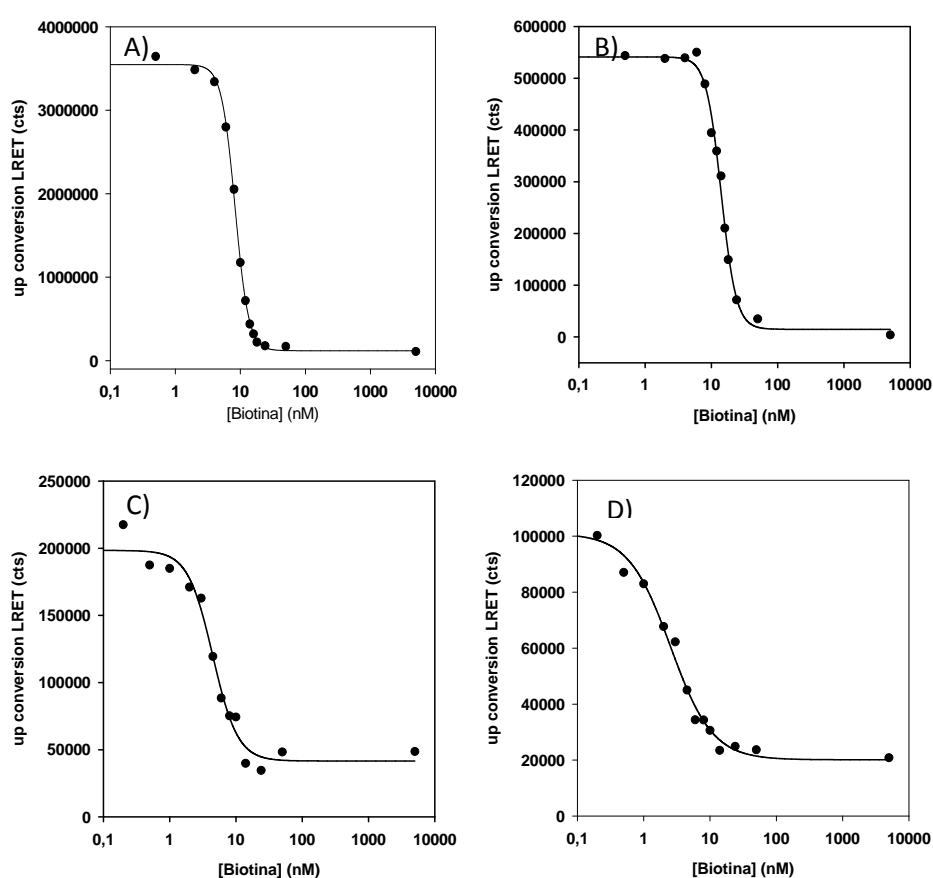 A)
4000000
3000000
2000000
1000000
0
up conversion LRET (cts)
0,1 1 10 100 1000 10000
[Biotina] (nM)
B)
600000
500000
400000
300000
200000
100000
0
up conversion LRET (cts)
0,1 1 10 100 1000 10000
[Biotina] (nM)
C)
250000
200000
150000
100000
50000
0
up conversion LRET (cts)
0,1 1 10 100 1000 10000
[Biotina] (nM)
D)
120000
100000
80000
60000
40000
20000
0
up conversion LRET (cts)
0,1 1 10 100 1000 10000
[Biotina] (nM)